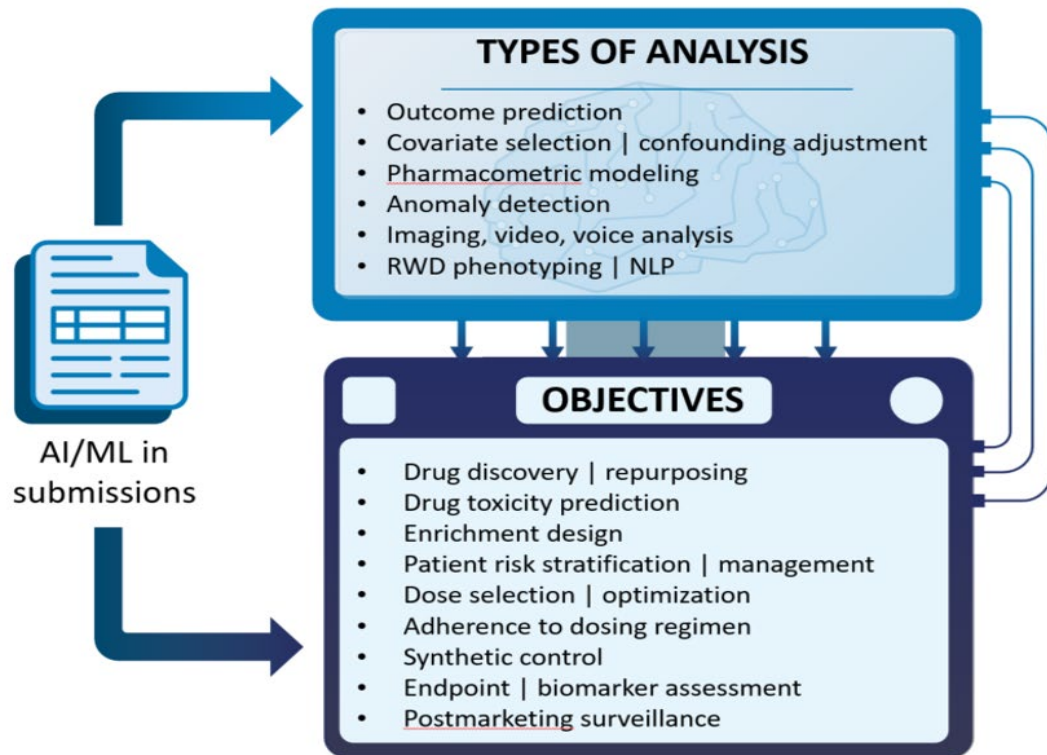 TYPES OF ANALYSIS
• Outcome prediction
• Covariate selection | confounding adjustment
• Pharmacometric modeling
• Anomaly detection
• Imaging, video, voice analysis
• RWD phenotyping | NLP
AI/ML in
submissions
OBJECTIVES
• Drug discovery | repurposing
• Drug toxicity prediction
• Enrichment design
• Patient risk stratification | management
• Dose selection | optimization
• Adherence to dosing regimen
• Synthetic control
• Endpoint | biomarker assessment
• Postmarketing surveillance